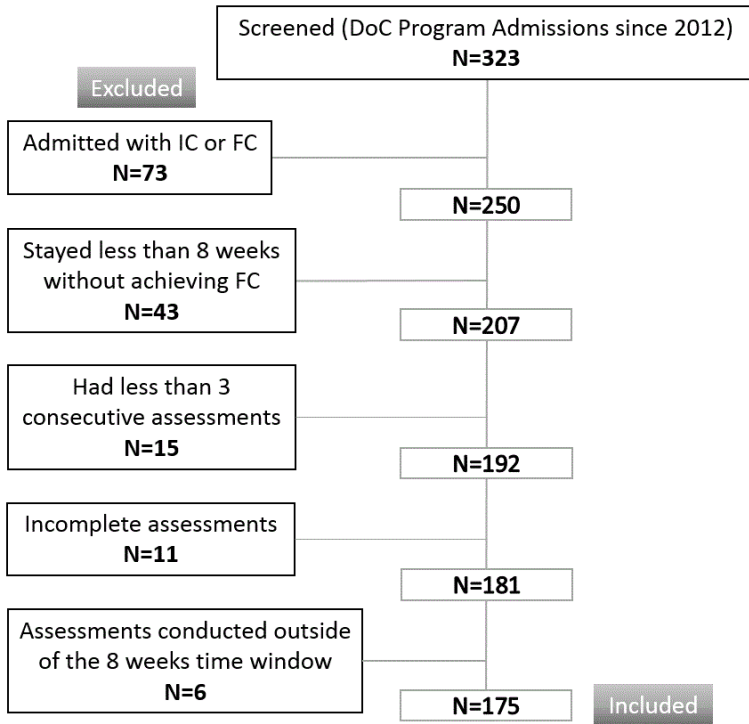 Screened (DoC Program Admissions since 2012)
N=323
Excluded
Admitted with IC or FC
N=73
N=250
Stayed less than 8 weeks
without achieving FC
N=43
N=207
Had less than 3
consecutive assessments
N=15
N=192
Incomplete assessments
N=11
N=181
Assessments conducted outside
of the 8 weeks time window
N=6
N=175
Included